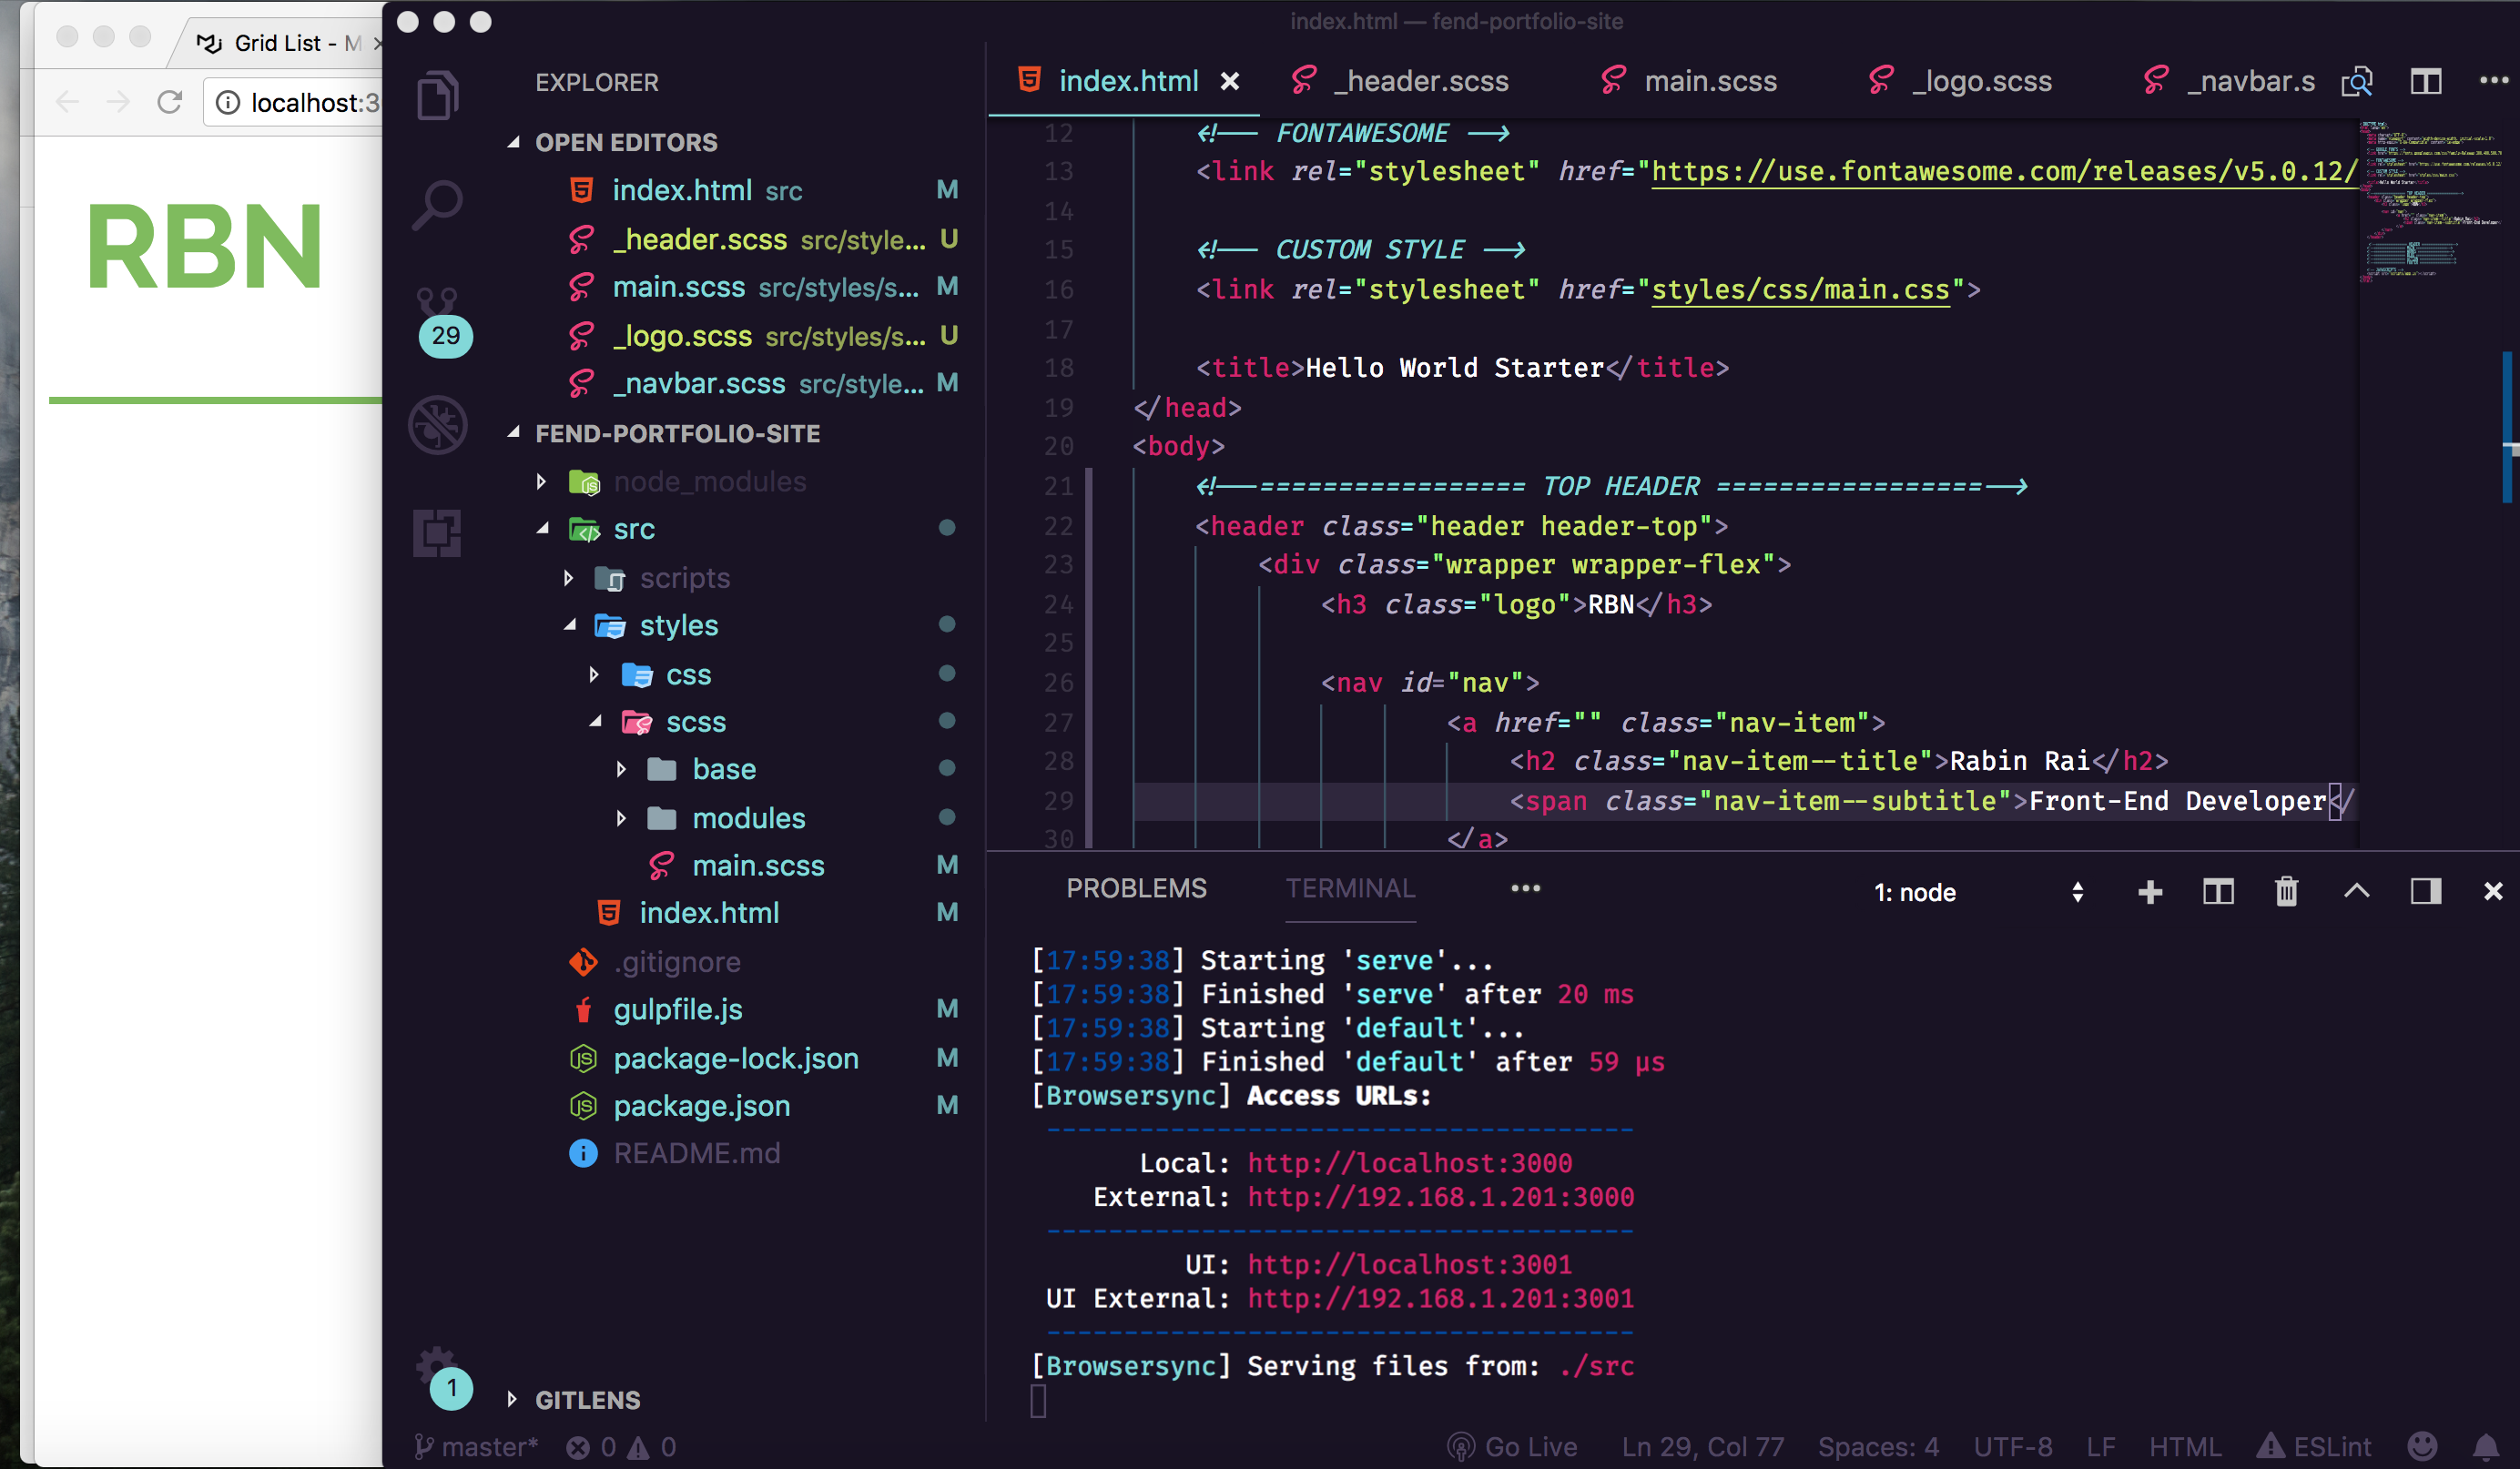 Grid List - M
localhost:3
RBN
index.html — fend-portfolio-site
EXPLORER
OPEN EDITORS
index.html src M
_header.scss src/style... U
main.scss src/styles/s... M
_logo.scss src/styles/s... U
_navbar.scss src/style... M
FEND-PORTFOLIO-SITE
node_modules
src
scripts
styles
css
scss
base
modules
main.scss M
index.html M
.gitignore
gulpfile.js M
package-lock.json M
package.json M
README.md
GITLENS
29
1
index.html _header.scss main.scss _logo.scss _navbar.s
12 <!-- FONTAWESOME -->
13 <link rel="stylesheet" href="https://use.fontawesome.com/releases/v5.0.12/
14
15 <!-- CUSTOM STYLE -->
16 <link rel="stylesheet" href="styles/css/main.css">
17
18 <title>Hello World Starter</title>
19 </head>
20 <body>
21 <!--================= TOP HEADER =================-->
22 <header class="header header-top">
23 <div class="wrapper wrapper-flex">
24 <h3 class="logo">RBN</h3>
25
26 <nav id="nav">
27 <a href="" class="nav-item">
28 <h2 class="nav-item--title">Rabin Rai</h2>
29 <span class="nav-item--subtitle">Front-End Developer</
30 </a>
PROBLEMS TERMINAL ••• 1: node
[17:59:38] Starting 'serve'...
[17:59:38] Finished 'serve' after 20 ms
[17:59:38] Starting 'default'...
[17:59:38] Finished 'default' after 59 μs
[Browsersync] Access URLs:
-------------------------------------
Local: http://localhost:3000
External: http://192.168.1.201:3000
-------------------------------------
UI: http://localhost:3001
UI External: http://192.168.1.201:3001
-------------------------------------
[Browsersync] Serving files from: ./src
master* 0 0 Go Live Ln 29, Col 77 Spaces: 4 UTF-8 LF HTML ESLint